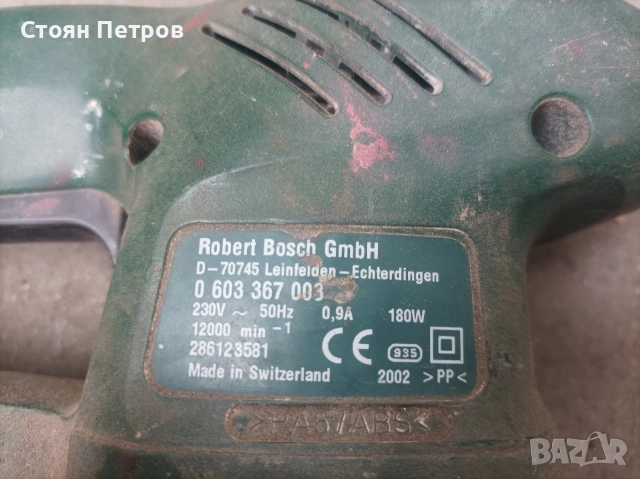 Стоян Петров
Robert Bosch GmbH
D-70745 Leinfelden-Echterdingen
0 603 367 003
230V ~ 50Hz 0,9A 180W
12000 min -1
286123581
CE 935
Made in Switzerland 2002 >PP<
>PA6/ABS<
BAZAR